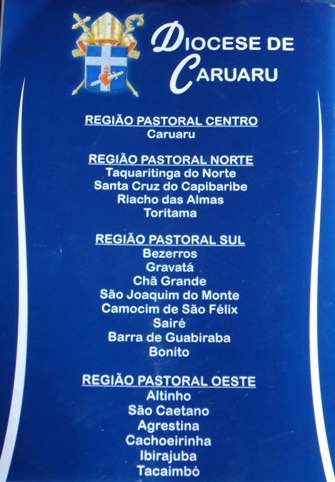 DIOCESE DE
CARUARU
REGIÃO PASTORAL CENTRO
Caruaru
REGIÃO PASTORAL NORTE
Taquaritinga do Norte
Santa Cruz do Capibaribe
Riacho das Almas
Toritama
REGIÃO PASTORAL SUL
Bezerros
Gravatá
Chã Grande
São Joaquim do Monte
Camocim de São Félix
Sairé
Barra de Guabiraba
Bonito
REGIÃO PASTORAL OESTE
Altinho
São Caetano
Agrestina
Cachoeirinha
Ibirajuba
Tacaimbó